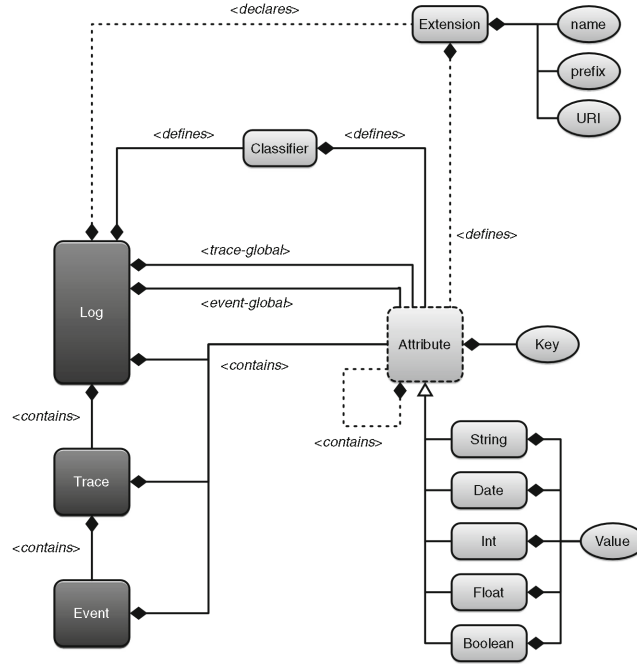 <declares>
Extension
name
prefix
URI
<defines>
Classifier
<defines>
<defines>
<trace-global>
<event-global>
Log
Attribute
Key
<contains>
<contains>
<contains>
String
Trace
Date
Int
Value
<contains>
Float
Event
Boolean